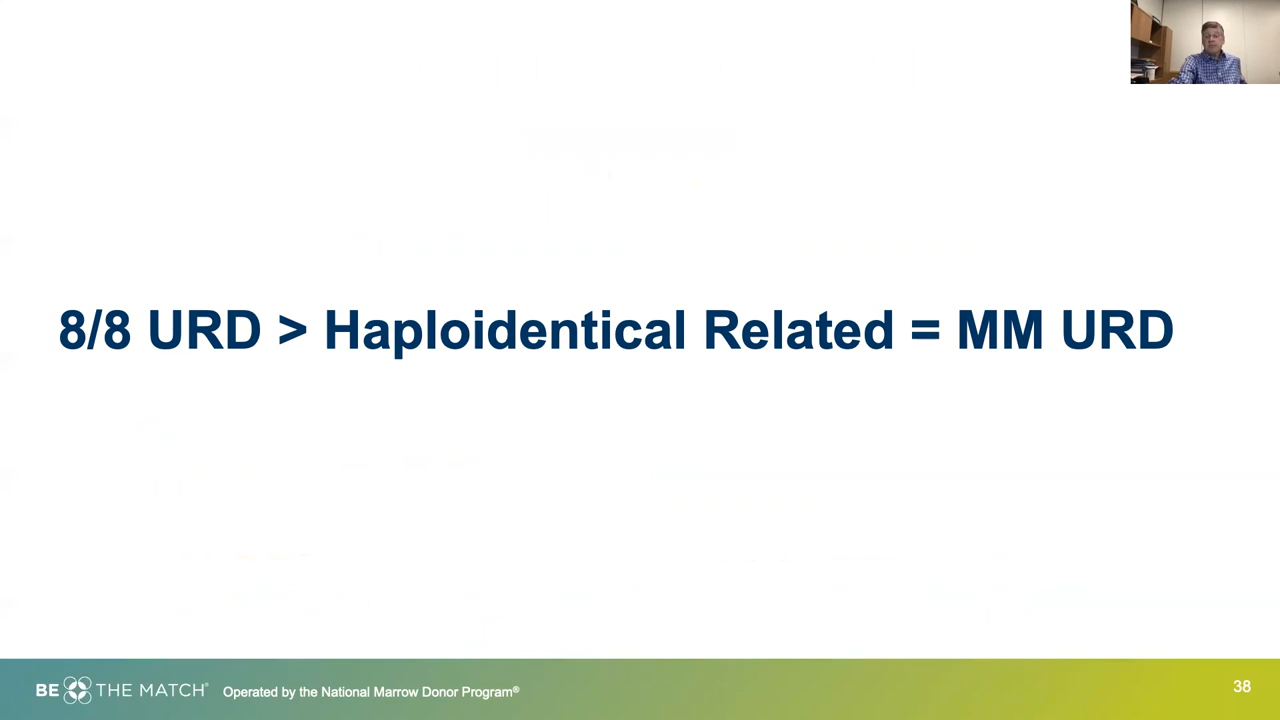 8/8 URD > Haploidentical Related = MM URD
BE THE MATCH® Operated by the National Marrow Donor Program®
38